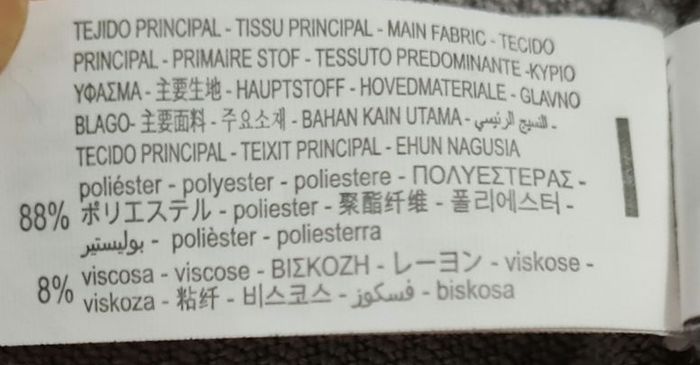 TEJIDO PRINCIPAL - TISSU PRINCIPAL - MAIN FABRIC - TECIDO
PRINCIPAL - PRIMAIRE STOF - TESSUTO PREDOMINANTE -ΚΥΡΙΟ
ΥΦΑΣΜΑ - 主要生地 - HAUPTSTOFF - HOVEDMATERIALE - GLAVNO
BLAGO- 主要面料 - 주요소재 - BAHAN KAIN UTAMA - النسيج الرئيسي -
TECIDO PRINCIPAL - TEIXIT PRINCIPAL - EHUN NAGUSIA
poliéster - polyester - poliestere - ΠΟΛΥΕΣΤΕΡΑΣ -
88% ポリエステル - poliester - 聚酯纤维 - 폴리에스터 -
بوليستير - polièster - poliesterra
8% viscosa - viscose - ΒΙΣΚΟΖΗ - レーヨン - viskose -
viskoza - 粘纤 - 비스코스 - فسكوز - biskosa